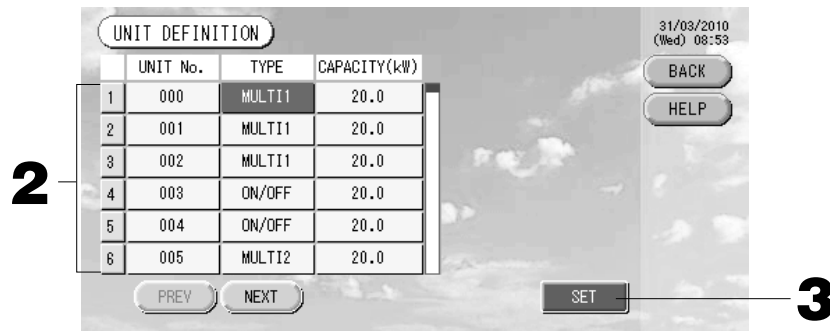 UNIT DEFINITION
31/03/2010
(Wed) 08:53
UNIT No. TYPE CAPACITY(kW)
BACK
1 000 MULTI1 20.0
HELP
2 001 MULTI1 20.0
3 002 MULTI1 20.0
2
4 003 ON/OFF 20.0
5 004 ON/OFF 20.0
6 005 MULTI2 20.0
PREV NEXT SET 3